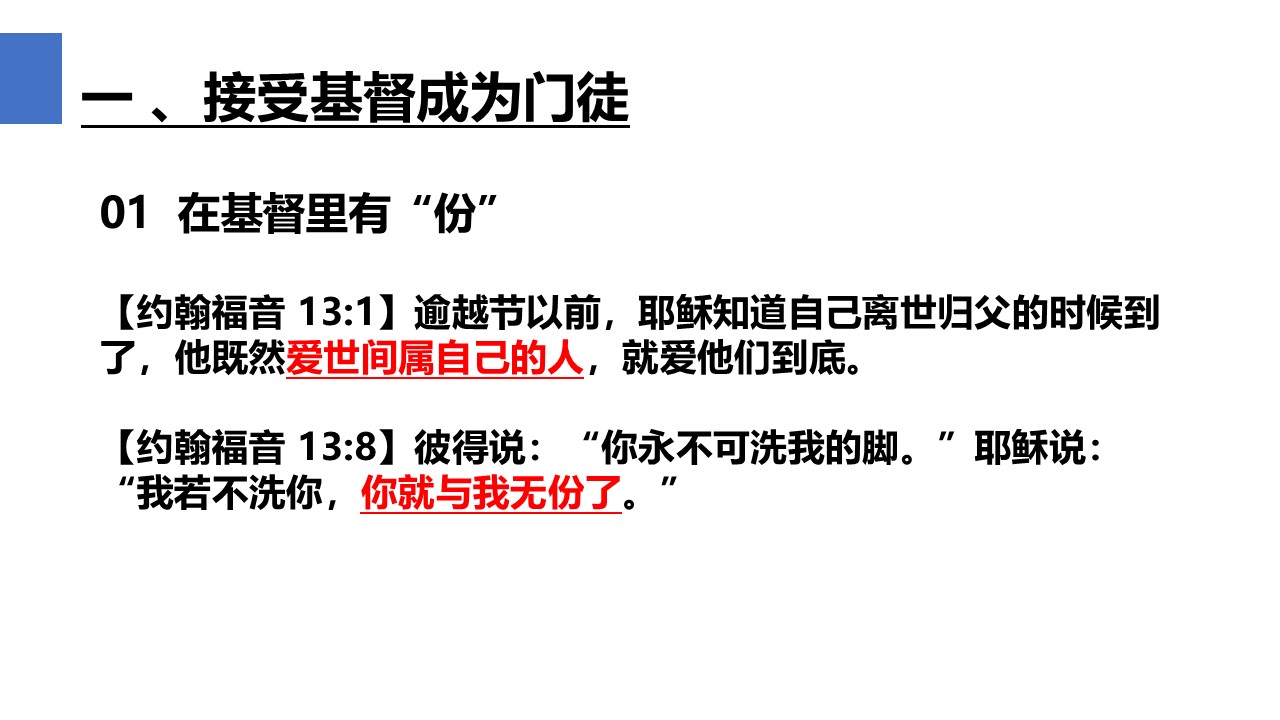 一 、接受基督成为门徒
01 在基督里有“份”
【约翰福音 13:1】逾越节以前，耶稣知道自己离世归父的时候到
了，他既然爱世间属自己的人，就爱他们到底。
【约翰福音 13:8】彼得说：“你永不可洗我的脚。”耶稣说：
“我若不洗你，你就与我无份了。”